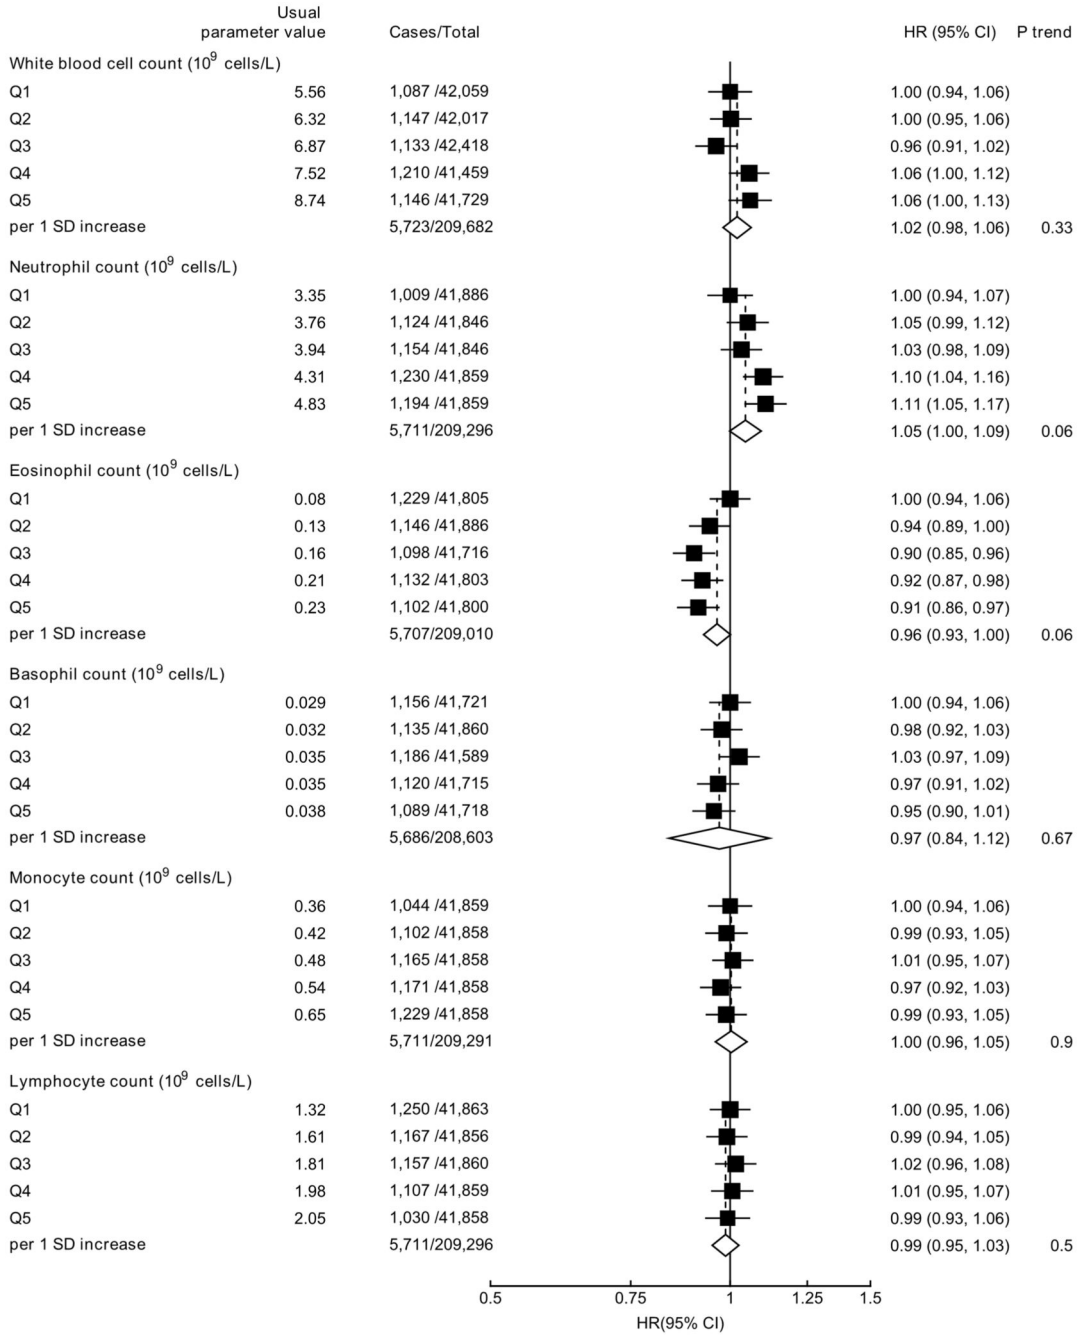 Usual
parameter value Cases/Total HR (95% CI) P trend
White blood cell count (10⁹ cells/L)
Q1 5.56 1,087 /42,059 1.00 (0.94, 1.06)
Q2 6.32 1,147 /42,017 1.00 (0.95, 1.06)
Q3 6.87 1,133 /42,418 0.96 (0.91, 1.02)
Q4 7.52 1,210 /41,459 1.06 (1.00, 1.12)
Q5 8.74 1,146 /41,729 1.06 (1.00, 1.13)
per 1 SD increase 5,723/209,682 1.02 (0.98, 1.06) 0.33
Neutrophil count (10⁹ cells/L)
Q1 3.35 1,009 /41,886 1.00 (0.94, 1.07)
Q2 3.76 1,124 /41,846 1.05 (0.99, 1.12)
Q3 3.94 1,154 /41,846 1.03 (0.98, 1.09)
Q4 4.31 1,230 /41,859 1.10 (1.04, 1.16)
Q5 4.83 1,194 /41,859 1.11 (1.05, 1.17)
per 1 SD increase 5,711/209,296 1.05 (1.00, 1.09) 0.06
Eosinophil count (10⁹ cells/L)
Q1 0.08 1,229 /41,805 1.00 (0.94, 1.06)
Q2 0.13 1,146 /41,886 0.94 (0.89, 1.00)
Q3 0.16 1,098 /41,716 0.90 (0.85, 0.96)
Q4 0.21 1,132 /41,803 0.92 (0.87, 0.98)
Q5 0.23 1,102 /41,800 0.91 (0.86, 0.97)
per 1 SD increase 5,707/209,010 0.96 (0.93, 1.00) 0.06
Basophil count (10⁹ cells/L)
Q1 0.029 1,156 /41,721 1.00 (0.94, 1.06)
Q2 0.032 1,135 /41,860 0.98 (0.92, 1.03)
Q3 0.035 1,186 /41,589 1.03 (0.97, 1.09)
Q4 0.035 1,120 /41,715 0.97 (0.91, 1.02)
Q5 0.038 1,089 /41,718 0.95 (0.90, 1.01)
per 1 SD increase 5,686/208,603 0.97 (0.84, 1.12) 0.67
Monocyte count (10⁹ cells/L)
Q1 0.36 1,044 /41,859 1.00 (0.94, 1.06)
Q2 0.42 1,102 /41,858 0.99 (0.93, 1.05)
Q3 0.48 1,165 /41,858 1.01 (0.95, 1.07)
Q4 0.54 1,171 /41,858 0.97 (0.92, 1.03)
Q5 0.65 1,229 /41,858 0.99 (0.93, 1.05)
per 1 SD increase 5,711/209,291 1.00 (0.96, 1.05) 0.9
Lymphocyte count (10⁹ cells/L)
Q1 1.32 1,250 /41,863 1.00 (0.95, 1.06)
Q2 1.61 1,167 /41,856 0.99 (0.94, 1.05)
Q3 1.81 1,157 /41,860 1.02 (0.96, 1.08)
Q4 1.98 1,107 /41,859 1.01 (0.95, 1.07)
Q5 2.05 1,030 /41,858 0.99 (0.93, 1.06)
per 1 SD increase 5,711/209,296 0.99 (0.95, 1.03) 0.5
0.5 0.75 1 1.25 1.5
HR(95% CI)